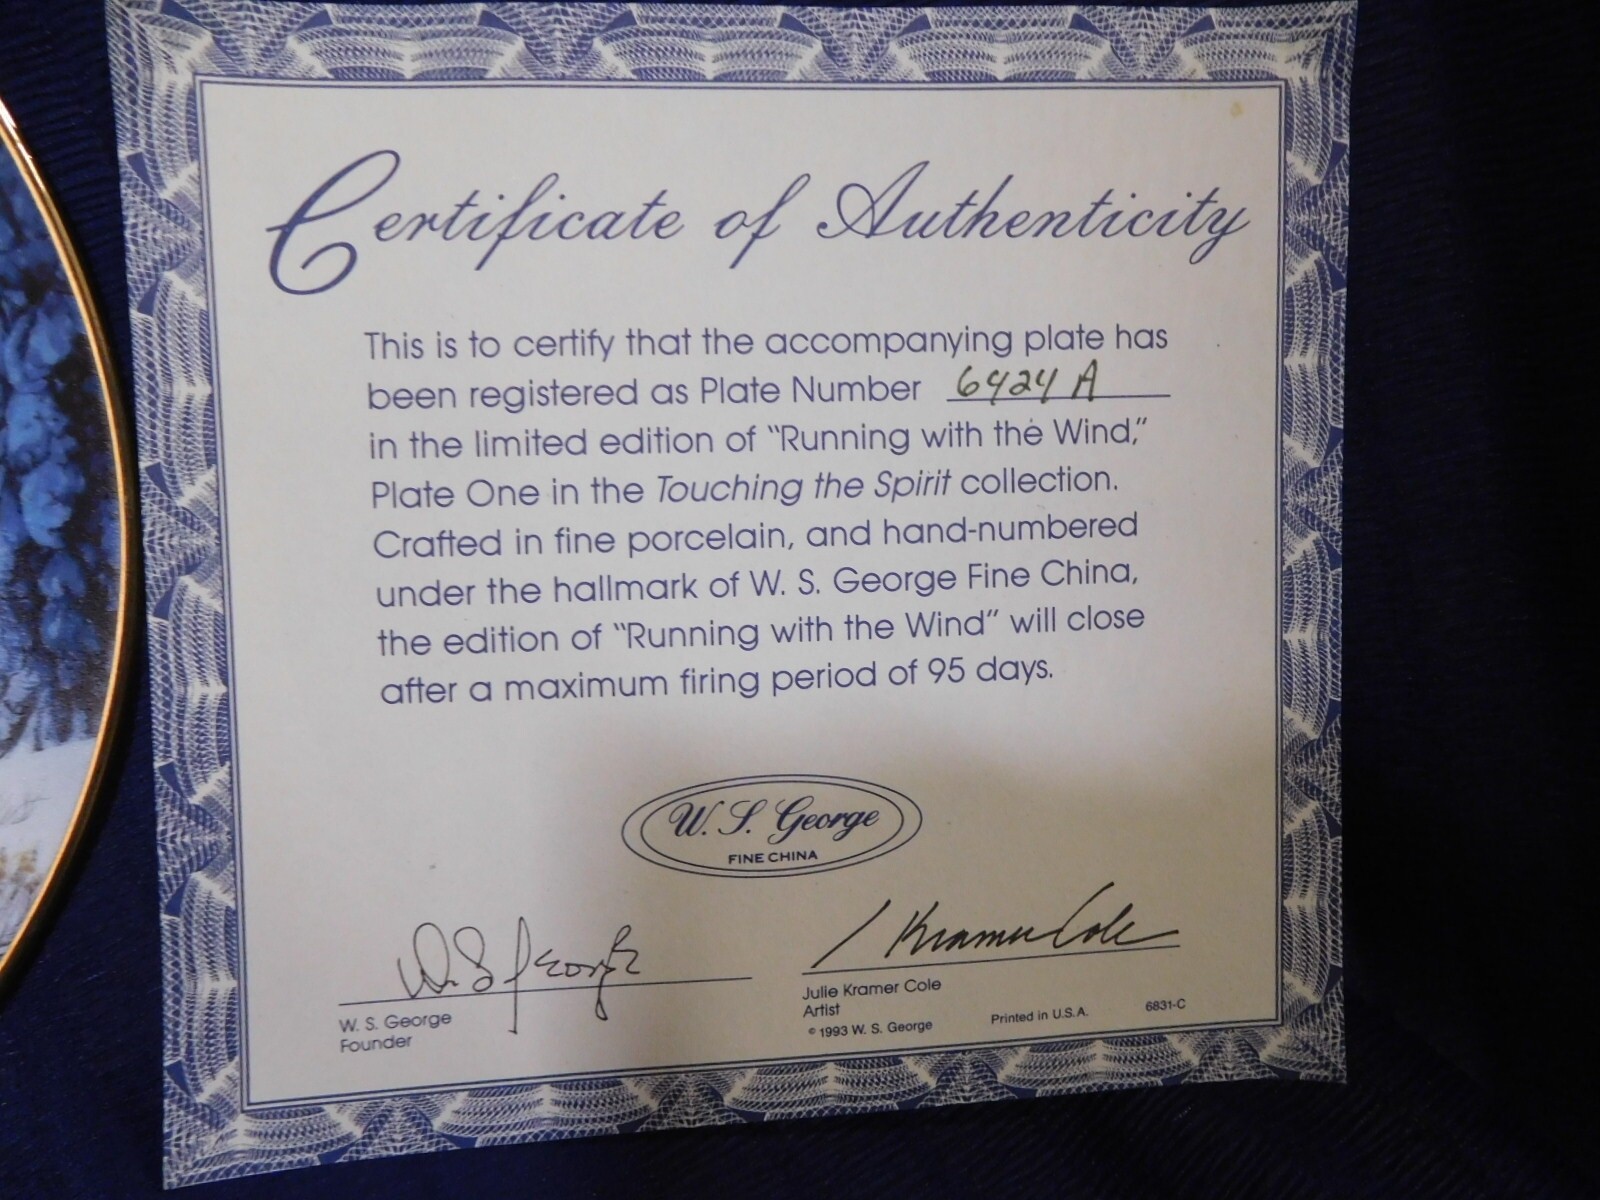 Certificate of Authenticity
This is to certify that the accompanying plate has
been registered as Plate Number 6424 A
in the limited edition of "Running with the Wind,"
Plate One in the Touching the Spirit collection.
Crafted in fine porcelain, and hand-numbered
under the hallmark of W. S. George Fine China,
the edition of "Running with the Wind" will close
after a maximum firing period of 95 days.
W. S. George
FINE CHINA
W. S. George
J Kramer Cole
W. S. George
Founder
Julie Kramer Cole
Artist
© 1993 W. S. George
Printed in U.S.A.
6831-C